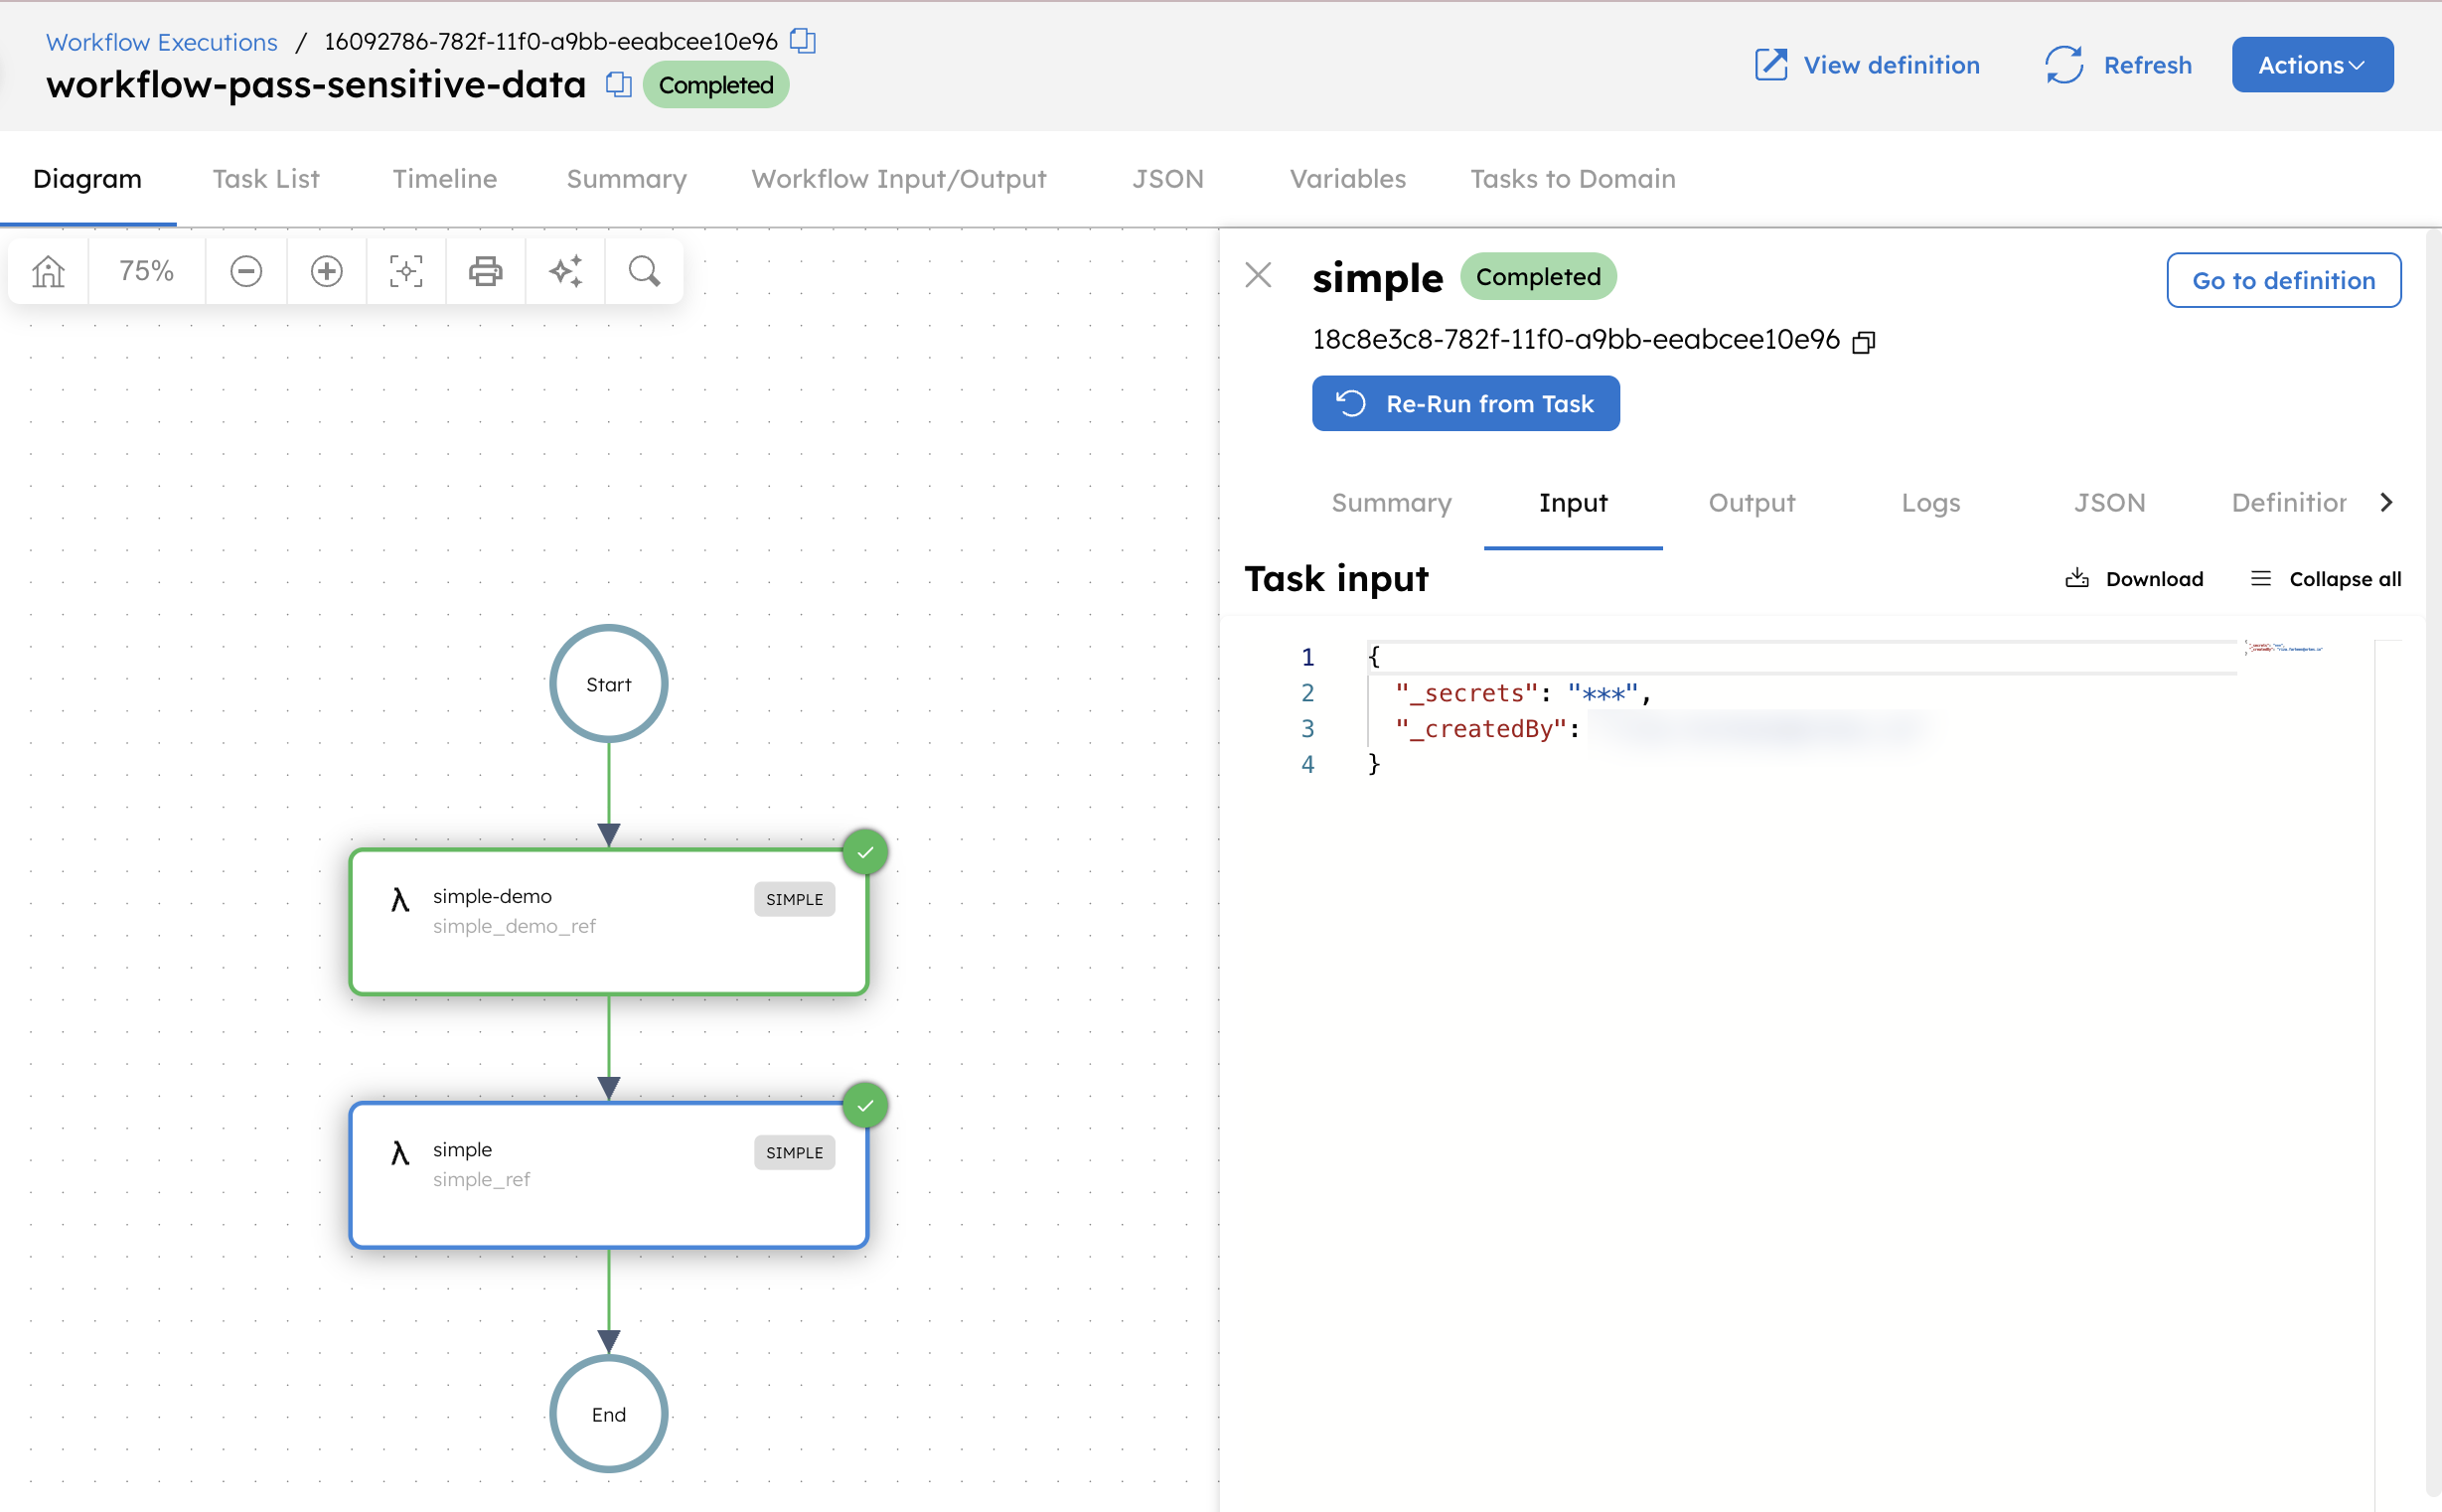 Workflow Executions / 16092786-782f-11f0-a9bb-eeabcee10e96
workflow-pass-sensitive-data Completed
View definition Refresh Actions
Diagram Task List Timeline Summary Workflow Input/Output JSON Variables Tasks to Domain
75%
Start
simple-demo SIMPLE
simple_demo_ref
simple SIMPLE
simple_ref
End
simple Completed
Go to definition
18c8e3c8-782f-11f0-a9bb-eeabcee10e96
Re-Run from Task
Summary Input Output Logs JSON Definition
Task input Download Collapse all
1 {
2 "_secrets": "***",
3 "_createdBy":
4 }